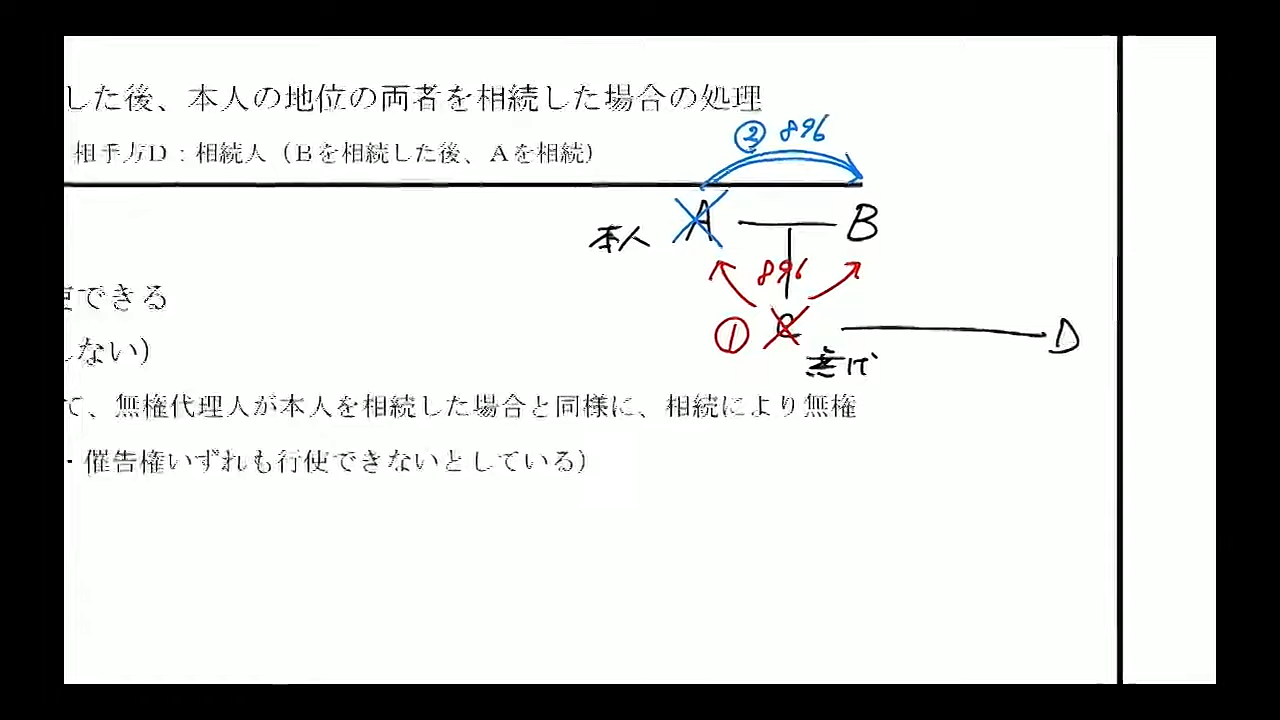 した後、本人の地位の両者を相続した場合の処理
② 896
相手方D：相続人（Bを相続した後、Aを相続）
本人 A B
896
できる
① C D
しない）
無代
て、無権代理人が本人を相続した場合と同様に、相続により無権
・催告権いずれも行使できないとしている）